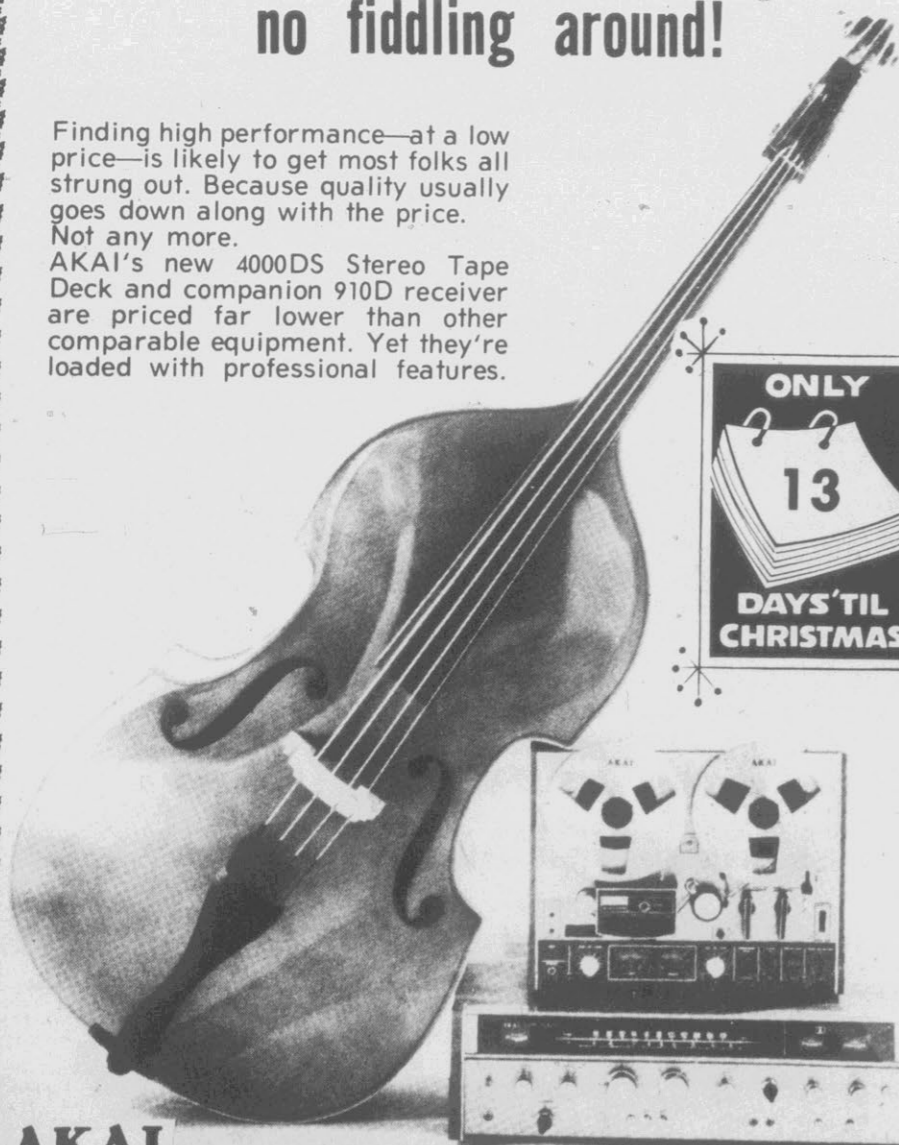 no fiddling around!
Finding high performance—at a low
price—is likely to get most folks all
strung out. Because quality usually
goes down along with the price.
Not any more.
AKAI's new 4000DS Stereo Tape
Deck and companion 910D receiver
are priced far lower than other
comparable equipment. Yet they're
loaded with professional features.
ONLY
13
DAYS 'TIL
CHRISTMAS
AKAI
AKAI
AKAI